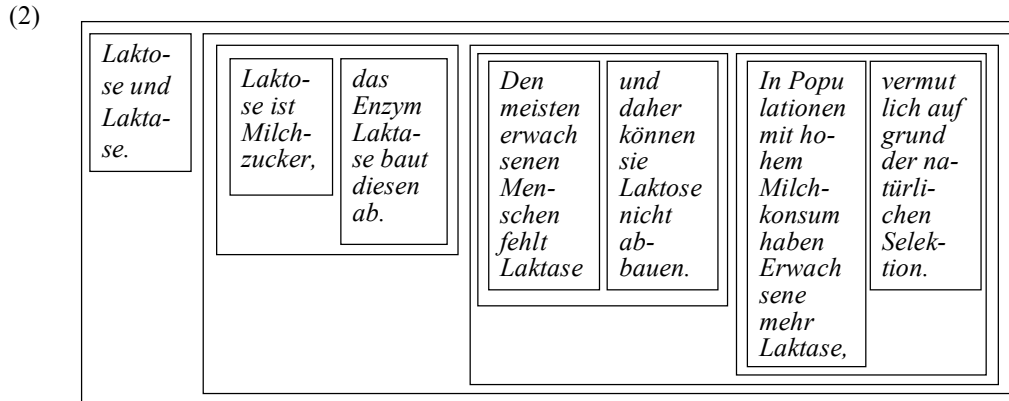 (2)
Lakto-
se und
Lakta-
se.
Lakto-
se ist
Milch-
zucker,
das
Enzym
Lakta-
se baut
diesen
ab.
Den
meisten
erwach
senen
Men-
schen
fehlt
Laktase
und
daher
können
sie
Laktose
nicht
ab-
bauen.
In Popu
lationen
mit ho-
hem
Milch-
konsum
haben
Erwach
sene
mehr
Laktase,
vermut
lich auf
grund
der na-
türli-
chen
Selek-
tion.